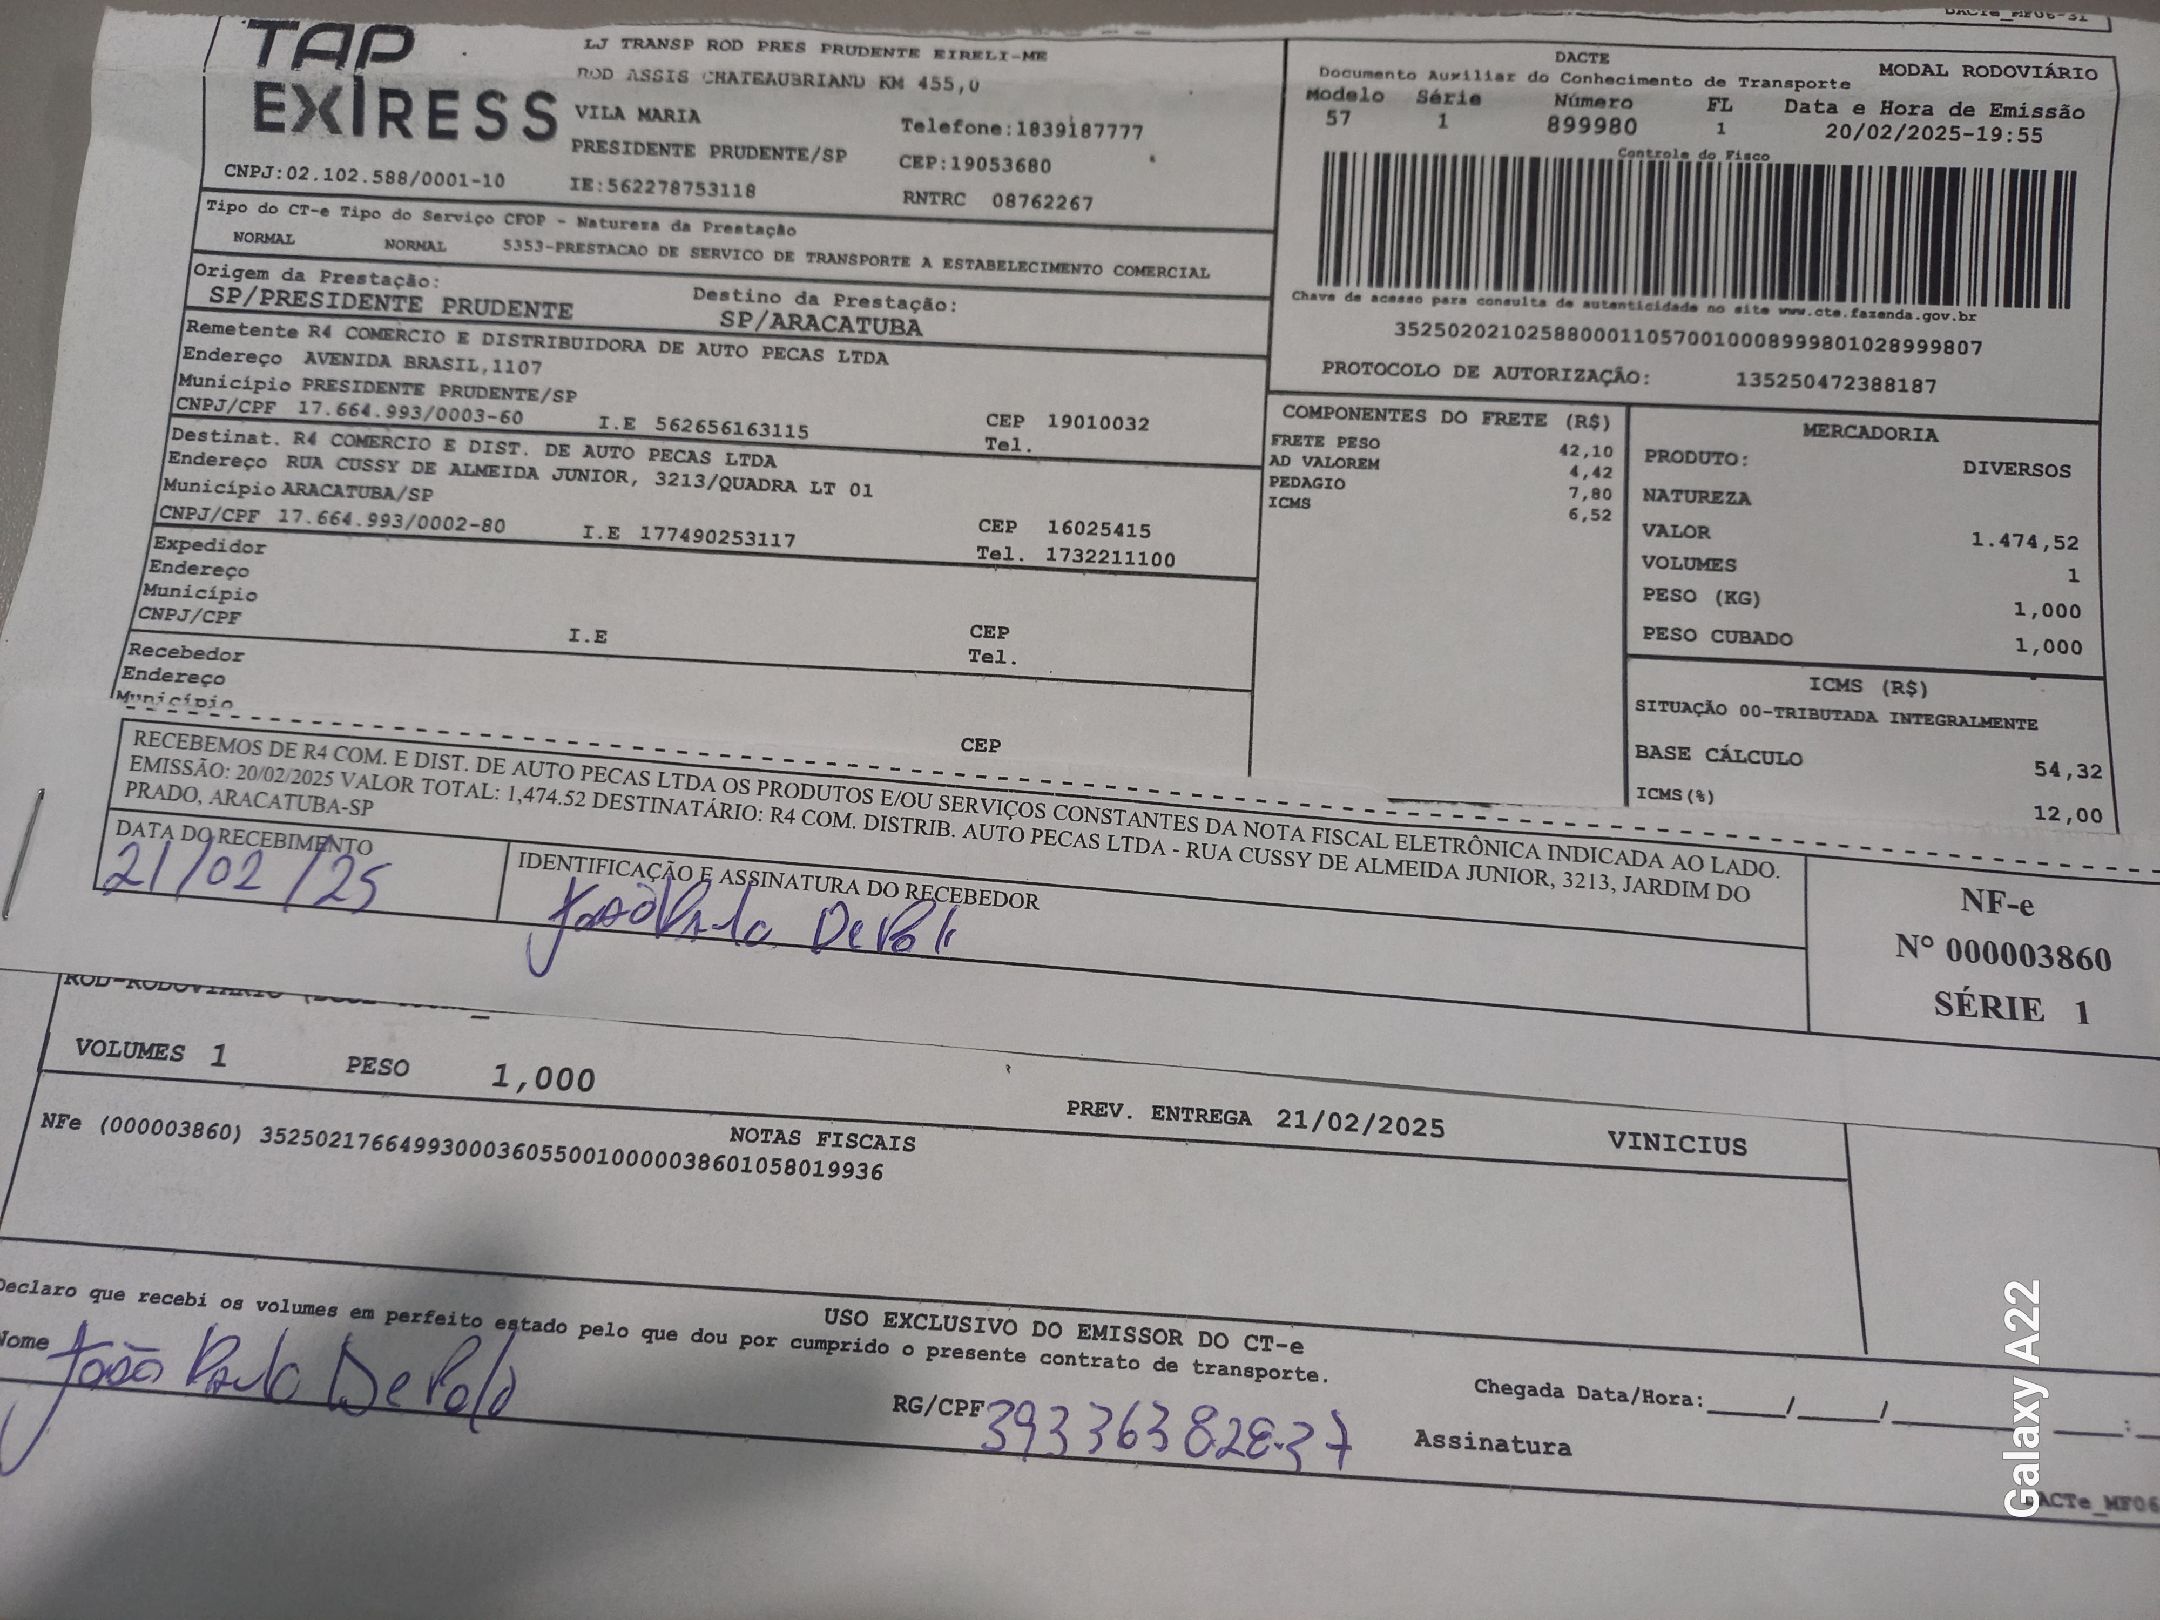 DACTe_MF06-31
TAP
EXPRESS
LJ TRANSP ROD PRES PRUDENTE EIRELI-ME
ROD ASSIS CHATEAUBRIAND KM 455,0
VILA MARIA
Telefone:1839187777
PRESIDENTE PRUDENTE/SP
CEP:19053680
CNPJ:02.102.588/0001-10
IE:562278753118
RNTRC 08762267
DACTE
Documento Auxiliar do Conhecimento de Transporte
MODAL RODOVIÁRIO
Modelo Série Número FL Data e Hora de Emissão
57 1 899980 1 20/02/2025-19:55
Controle do Fisco
Chave de acesso para consulta de autenticidade no site www.cte.fazenda.gov.br
35250202102588000110570010008999801028999807
PROTOCOLO DE AUTORIZAÇÃO: 135250472388187
Tipo do CT-e Tipo do Serviço CFOP - Natureza da Prestação
NORMAL NORMAL 5353-PRESTACAO DE SERVICO DE TRANSPORTE A ESTABELECIMENTO COMERCIAL
Origem da Prestação: Destino da Prestação:
SP/PRESIDENTE PRUDENTE SP/ARACATUBA
Remetente R4 COMERCIO E DISTRIBUIDORA DE AUTO PECAS LTDA
Endereço AVENIDA BRASIL,1107
Município PRESIDENTE PRUDENTE/SP CEP 19010032
CNPJ/CPF 17.664.993/0003-60 I.E 562656163115 Tel.
Destinat. R4 COMERCIO E DIST. DE AUTO PECAS LTDA
Endereço RUA CUSSY DE ALMEIDA JUNIOR, 3213/QUADRA LT 01
Município ARACATUBA/SP CEP 16025415
CNPJ/CPF 17.664.993/0002-80 I.E 177490253117 Tel. 1732211100
Expedidor
Endereço
Município CEP
CNPJ/CPF I.E Tel.
Recebedor
Endereço
Município CEP
COMPONENTES DO FRETE (R$)
FRETE PESO 42,10
AD VALOREM 4,42
PEDAGIO 7,80
ICMS 6,52
MERCADORIA
PRODUTO: DIVERSOS
NATUREZA
VALOR 1.474,52
VOLUMES 1
PESO (KG) 1,000
PESO CUBADO 1,000
ICMS (R$)
SITUAÇÃO 00-TRIBUTADA INTEGRALMENTE
BASE CÁLCULO 54,32
ICMS(%) 12,00
RECEBEMOS DE R4 COM. E DIST. DE AUTO PECAS LTDA OS PRODUTOS E/OU SERVIÇOS CONSTANTES DA NOTA FISCAL ELETRÔNICA INDICADA AO LADO.
EMISSÃO: 20/02/2025 VALOR TOTAL: 1,474.52 DESTINATÁRIO: R4 COM. DISTRIB. AUTO PECAS LTDA - RUA CUSSY DE ALMEIDA JUNIOR, 3213, JARDIM DO
PRADO, ARACATUBA-SP
DATA DO RECEBIMENTO
21/02/25
IDENTIFICAÇÃO E ASSINATURA DO RECEBEDOR
João Paulo De Poli
NF-e
Nº 000003860
SÉRIE 1
ROD-RODOVIARIO
VOLUMES 1 PESO 1,000 PREV. ENTREGA 21/02/2025 VINICIUS
NOTAS FISCAIS
NFe (000003860) 35250217664993000360550010000038601058019936
USO EXCLUSIVO DO EMISSOR DO CT-e
Declaro que recebi os volumes em perfeito estado pelo que dou por cumprido o presente contrato de transporte.
Nome João Paulo De Poli
RG/CPF
Chegada Data/Hora:____/____/________ ____:
Assinatura
DACTe_MF06
Galaxy A22